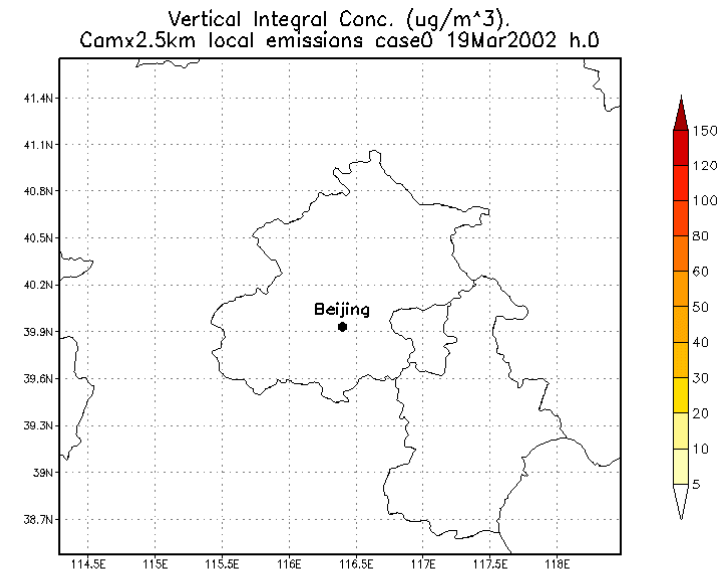 Vertical Integral Conc. (ug/m^3).
Camx2.5km local emissions case0 19Mar2002 h.0
41.4N
41.1N
40.8N
40.5N
40.2N
39.9N
39.6N
39.3N
39N
38.7N
Beijing
114.5E 115E 115.5E 116E 116.5E 117E 117.5E 118E
150
120
100
80
60
50
40
30
20
10
5